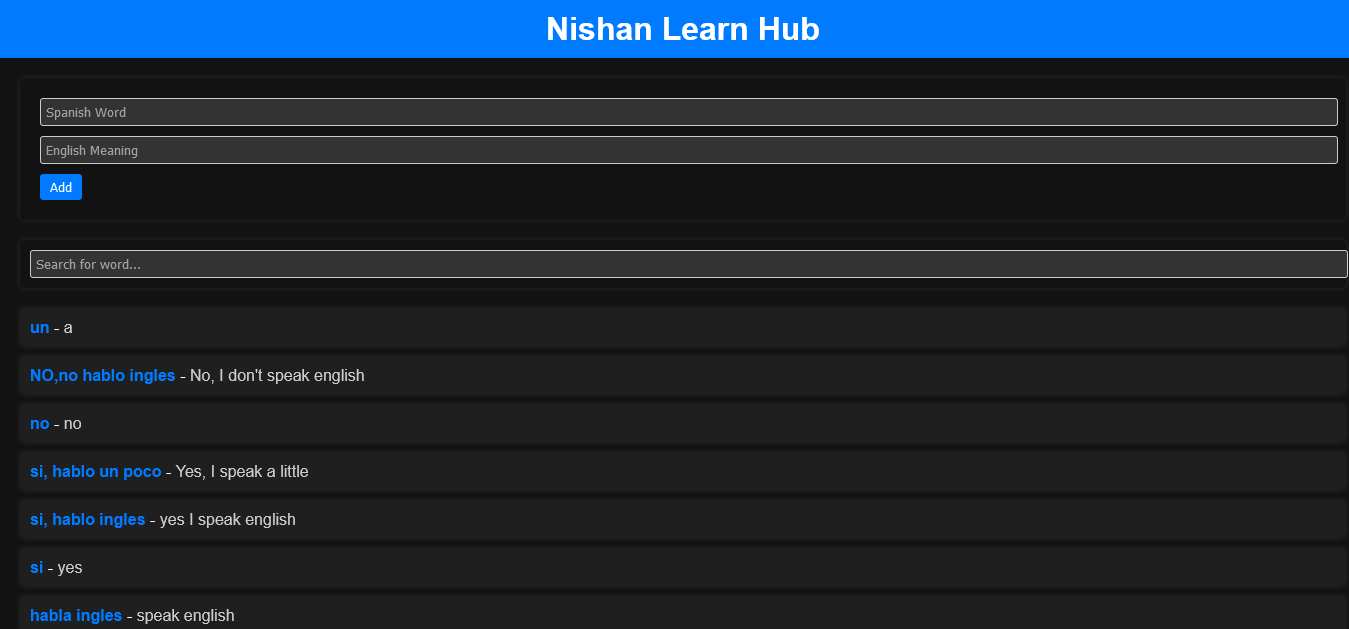 Nishan Learn Hub
Spanish Word
English Meaning
Add
Search for word...
un - a
NO,no hablo ingles - No, I don't speak english
no - no
si, hablo un poco - Yes, I speak a little
si, hablo ingles - yes I speak english
si - yes
habla ingles - speak english